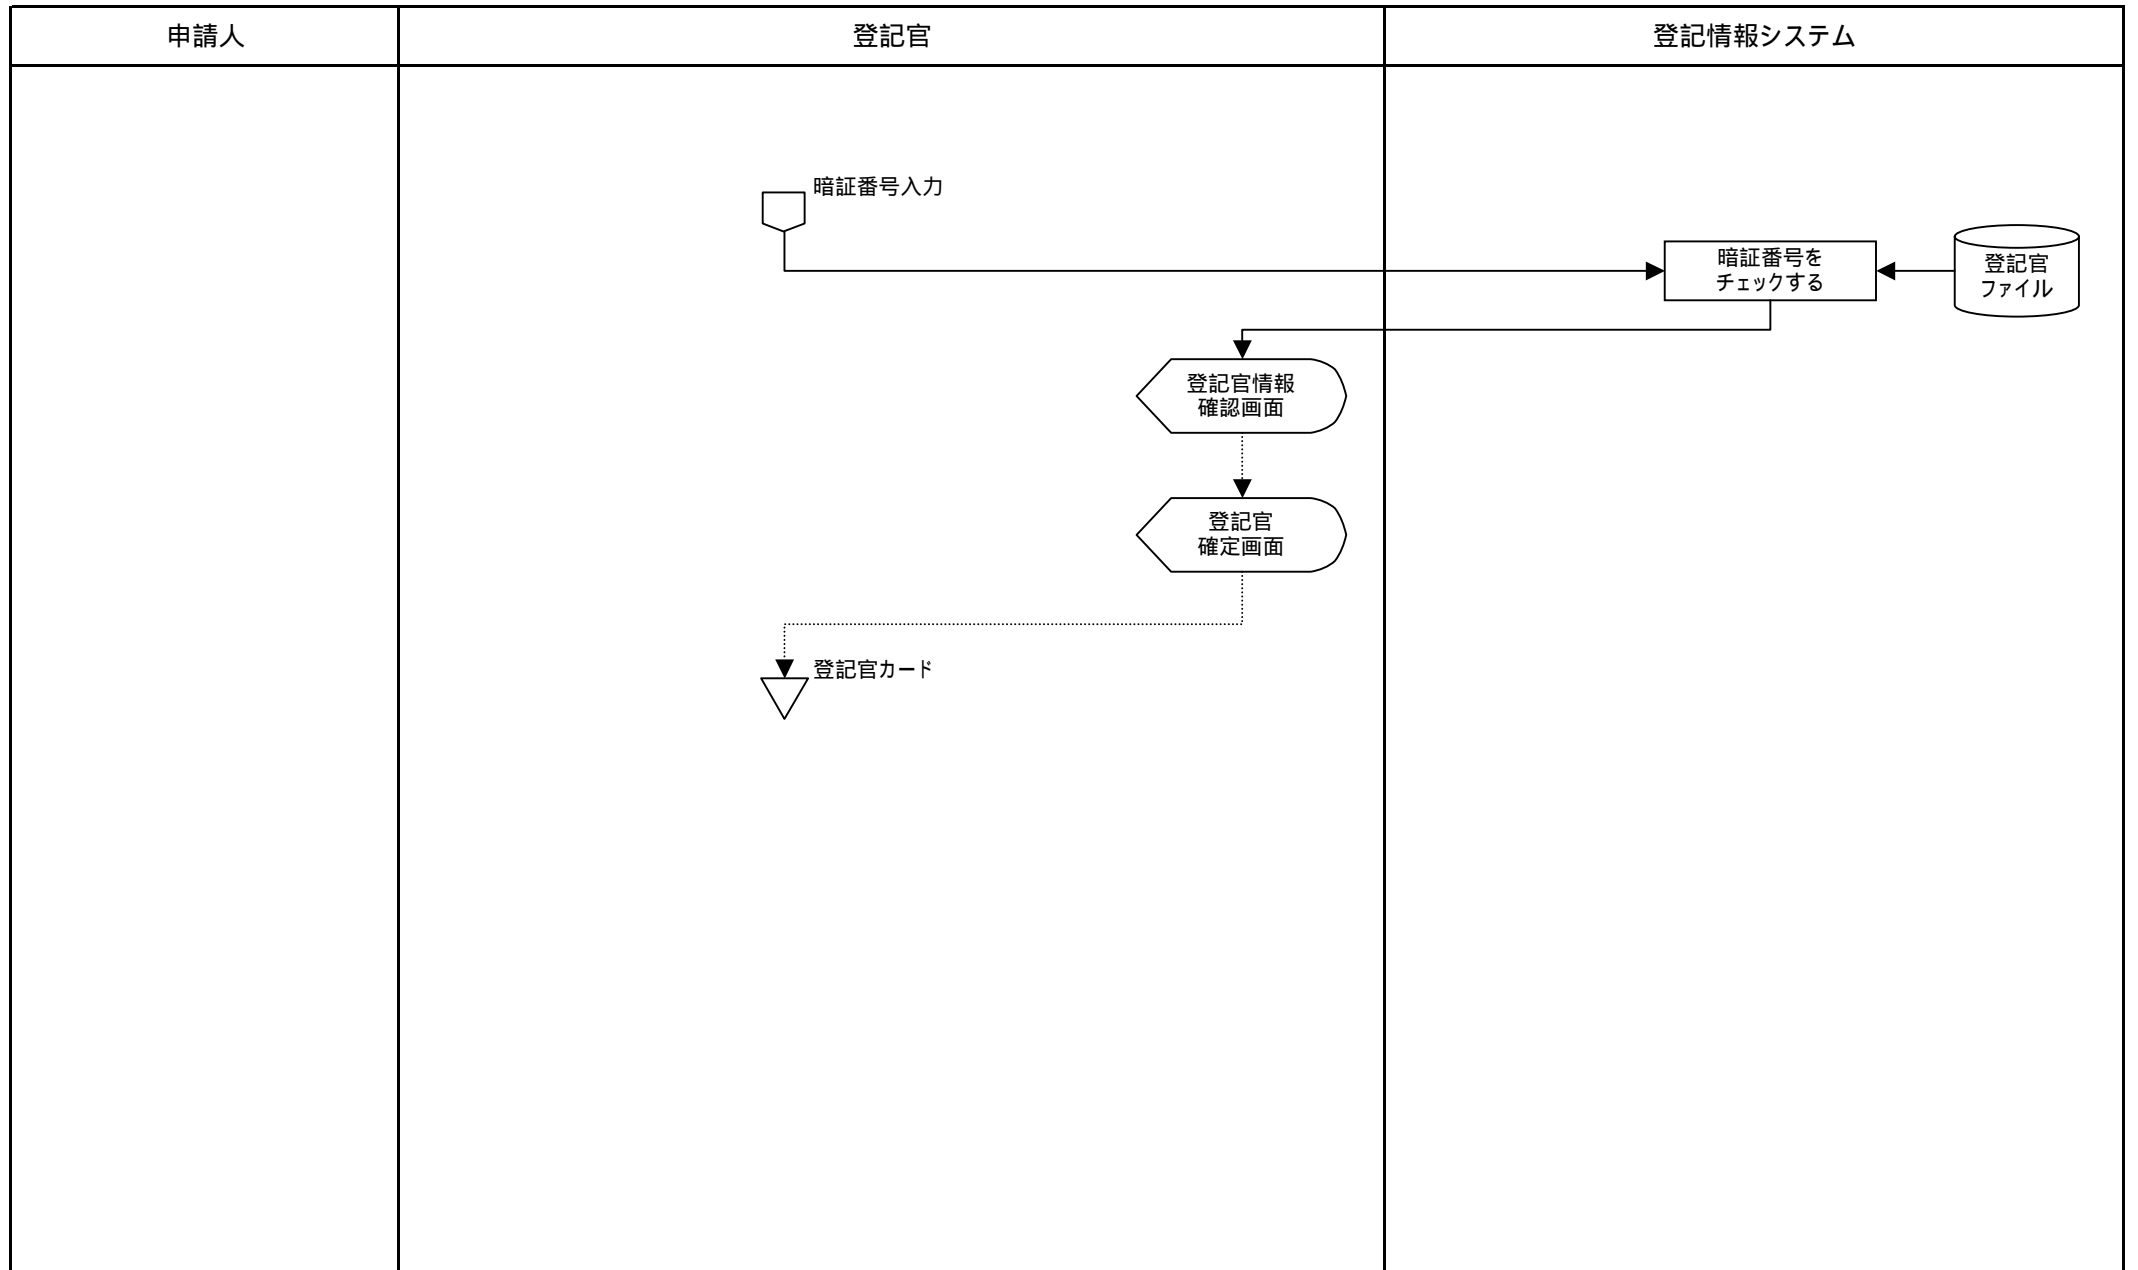 申請人
登記官
登記情報システム
暗証番号入力
暗証番号を
チェックする
登記官
ファイル
登記官情報
確認画面
登記官
確定画面
登記官カード